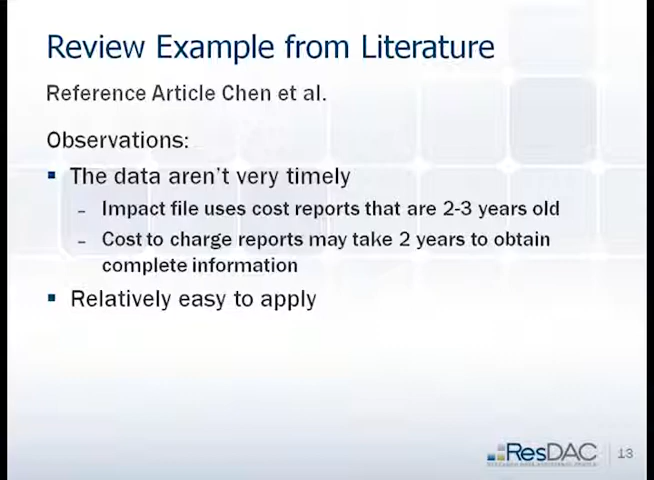 Review Example from Literature
Reference Article Chen et al.
Observations:
▪ The data aren't very timely
– Impact file uses cost reports that are 2-3 years old
– Cost to charge reports may take 2 years to obtain
complete information
▪ Relatively easy to apply
ResDAC
13